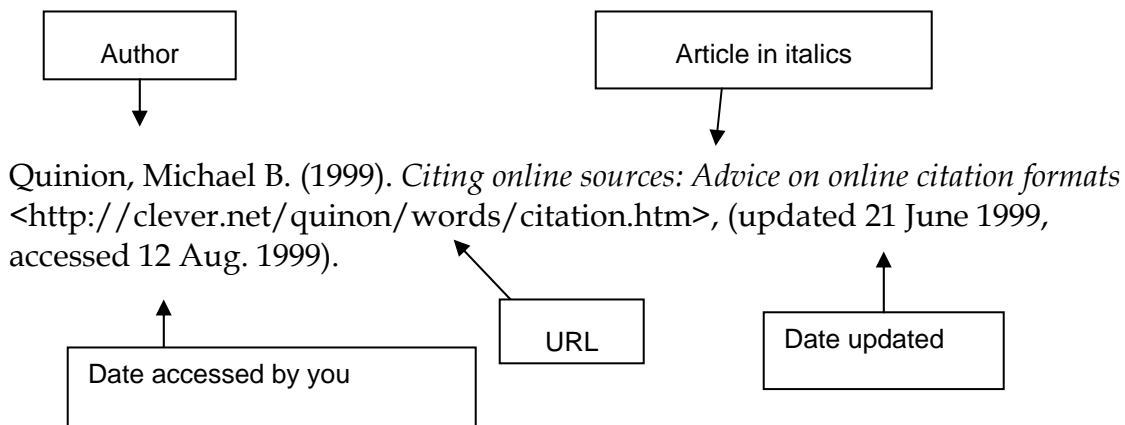 Author
Article in italics
Quinion, Michael B. (1999). Citing online sources: Advice on online citation formats
<http://clever.net/quinon/words/citation.htm>, (updated 21 June 1999,
accessed 12 Aug. 1999).
URL
Date updated
Date accessed by you